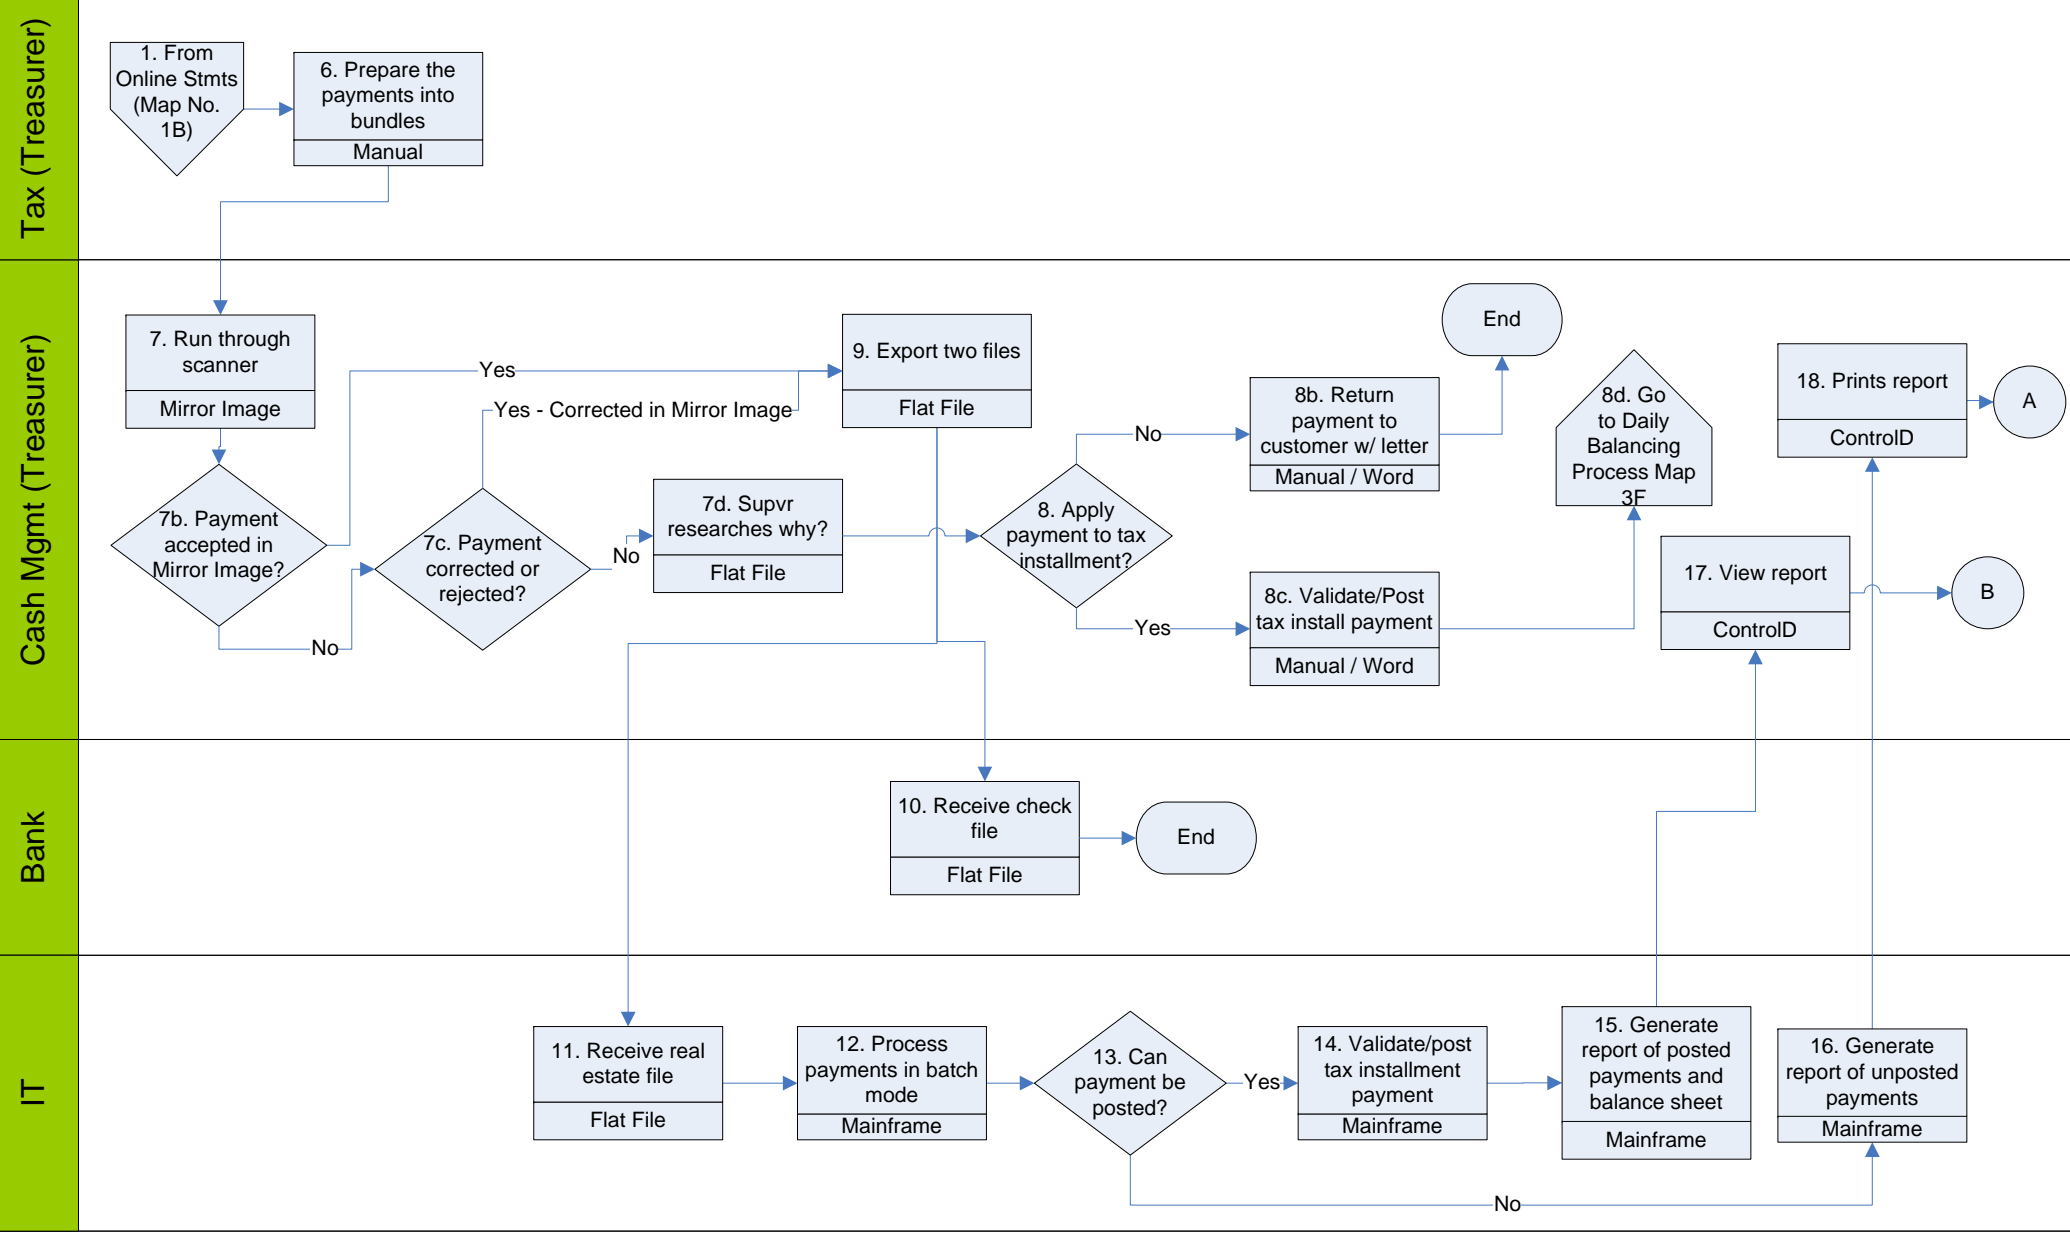 Tax (Treasurer)
1. From
Online Stmts
(Map No.
1B)
6. Prepare the
payments into
bundles
Manual
Cash Mgmt (Treasurer)
7. Run through
scanner
Mirror Image
7b. Payment
accepted in
Mirror Image?
Yes
No
7c. Payment
corrected or
rejected?
Yes - Corrected in Mirror Image
No
7d. Supvr
researches why?
Flat File
9. Export two files
Flat File
8. Apply
payment to tax
installment?
No
Yes
8b. Return
payment to
customer w/ letter
Manual / Word
End
8c. Validate/Post
tax install payment
Manual / Word
8d. Go
to Daily
Balancing
Process Map
3F
18. Prints report
ControlD
A
17. View report
ControlD
B
Bank
10. Receive check
file
Flat File
End
IT
11. Receive real
estate file
Flat File
12. Process
payments in batch
mode
Mainframe
13. Can
payment be
posted?
Yes
No
14. Validate/post
tax installment
payment
Mainframe
15. Generate
report of posted
payments and
balance sheet
Mainframe
16. Generate
report of unposted
payments
Mainframe